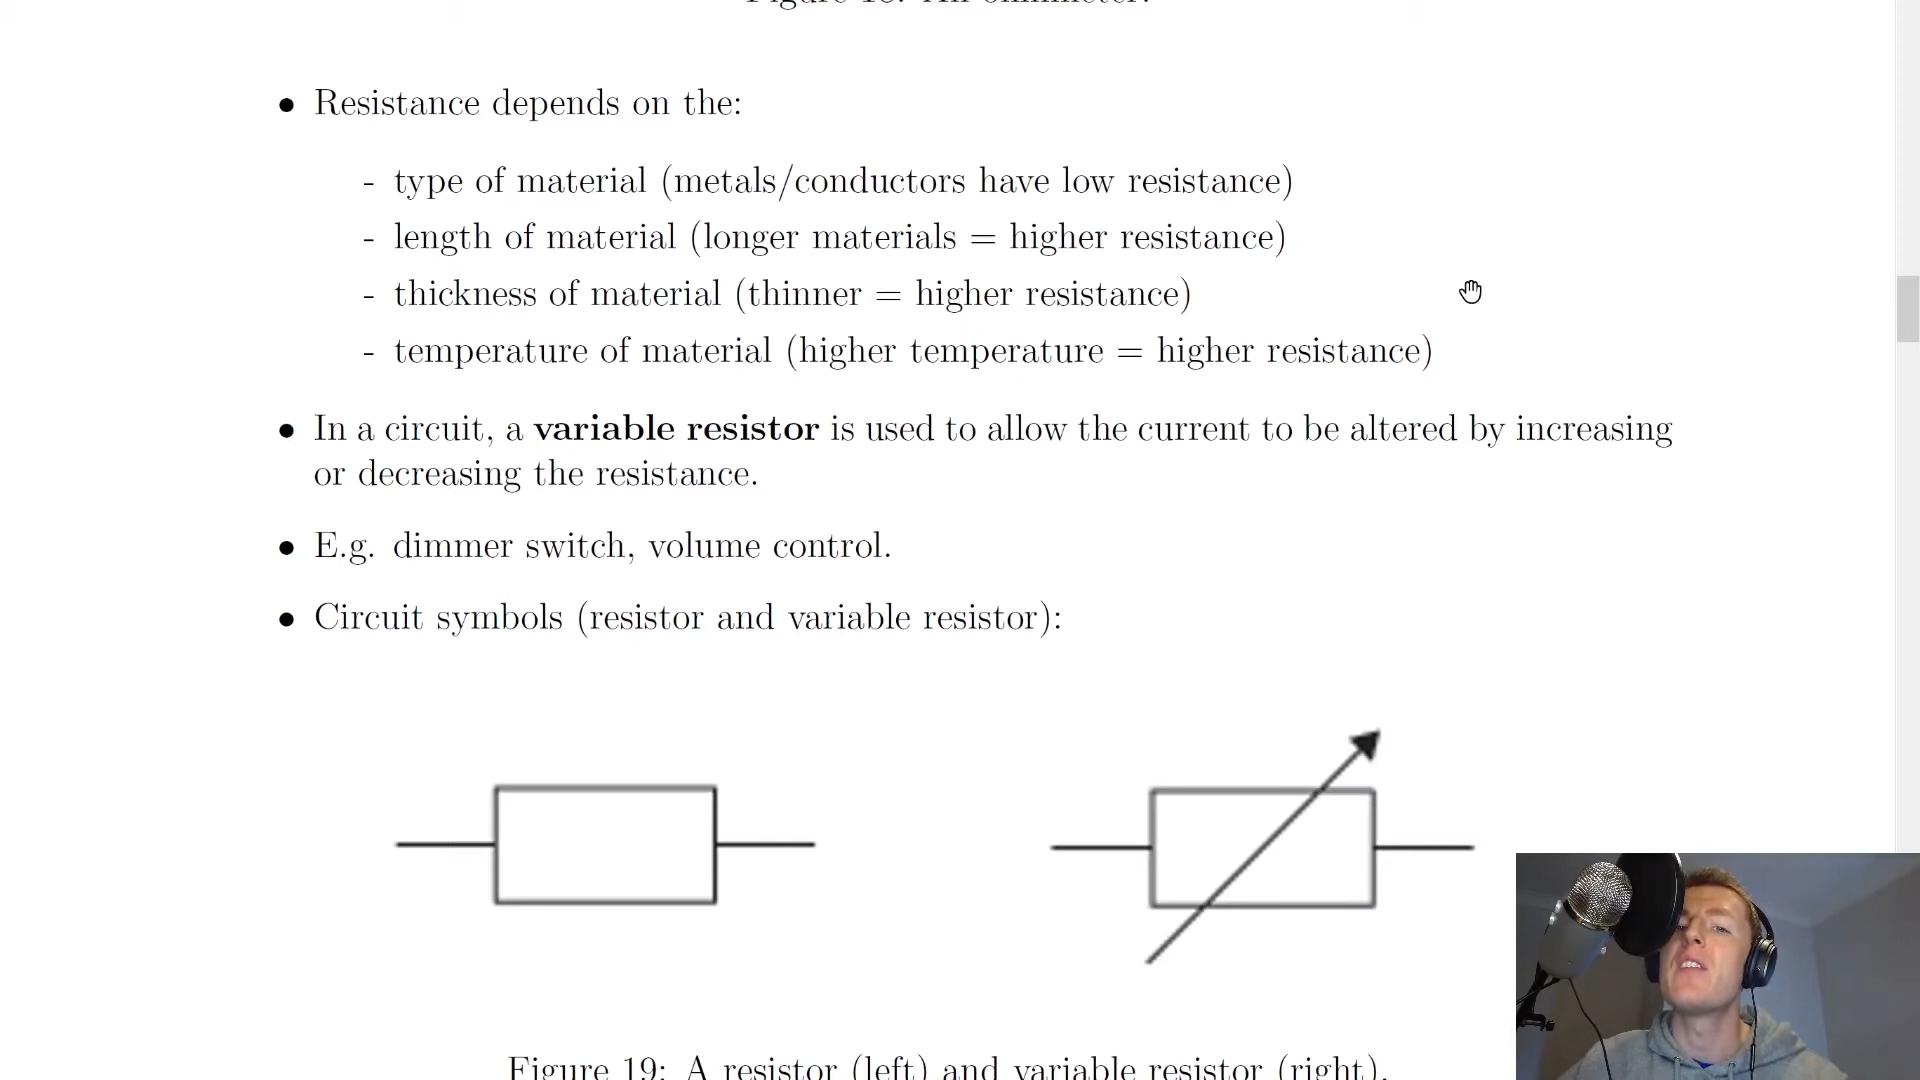 • Resistance depends on the:
- type of material (metals/conductors have low resistance)
- length of material (longer materials = higher resistance)
- thickness of material (thinner = higher resistance)
- temperature of material (higher temperature = higher resistance)
• In a circuit, a variable resistor is used to allow the current to be altered by increasing
or decreasing the resistance.
• E.g. dimmer switch, volume control.
• Circuit symbols (resistor and variable resistor):
Figure 19: A resistor (left) and variable resistor (right).